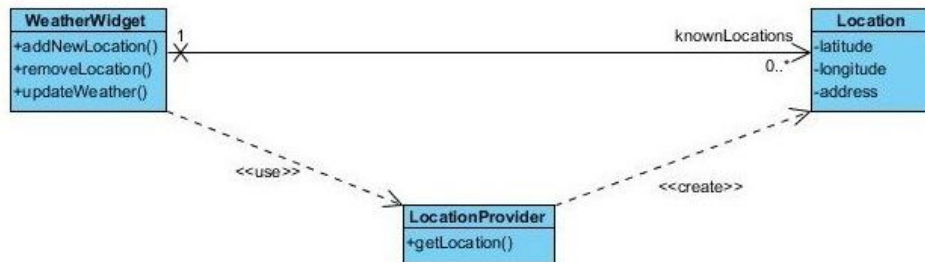 WeatherWidget
+addNewLocation()
+removeLocation()
+updateWeather()
1
knownLocations
0..*
Location
-latitude
-longitude
-address
<<use>>
<<create>>
LocationProvider
+getLocation()